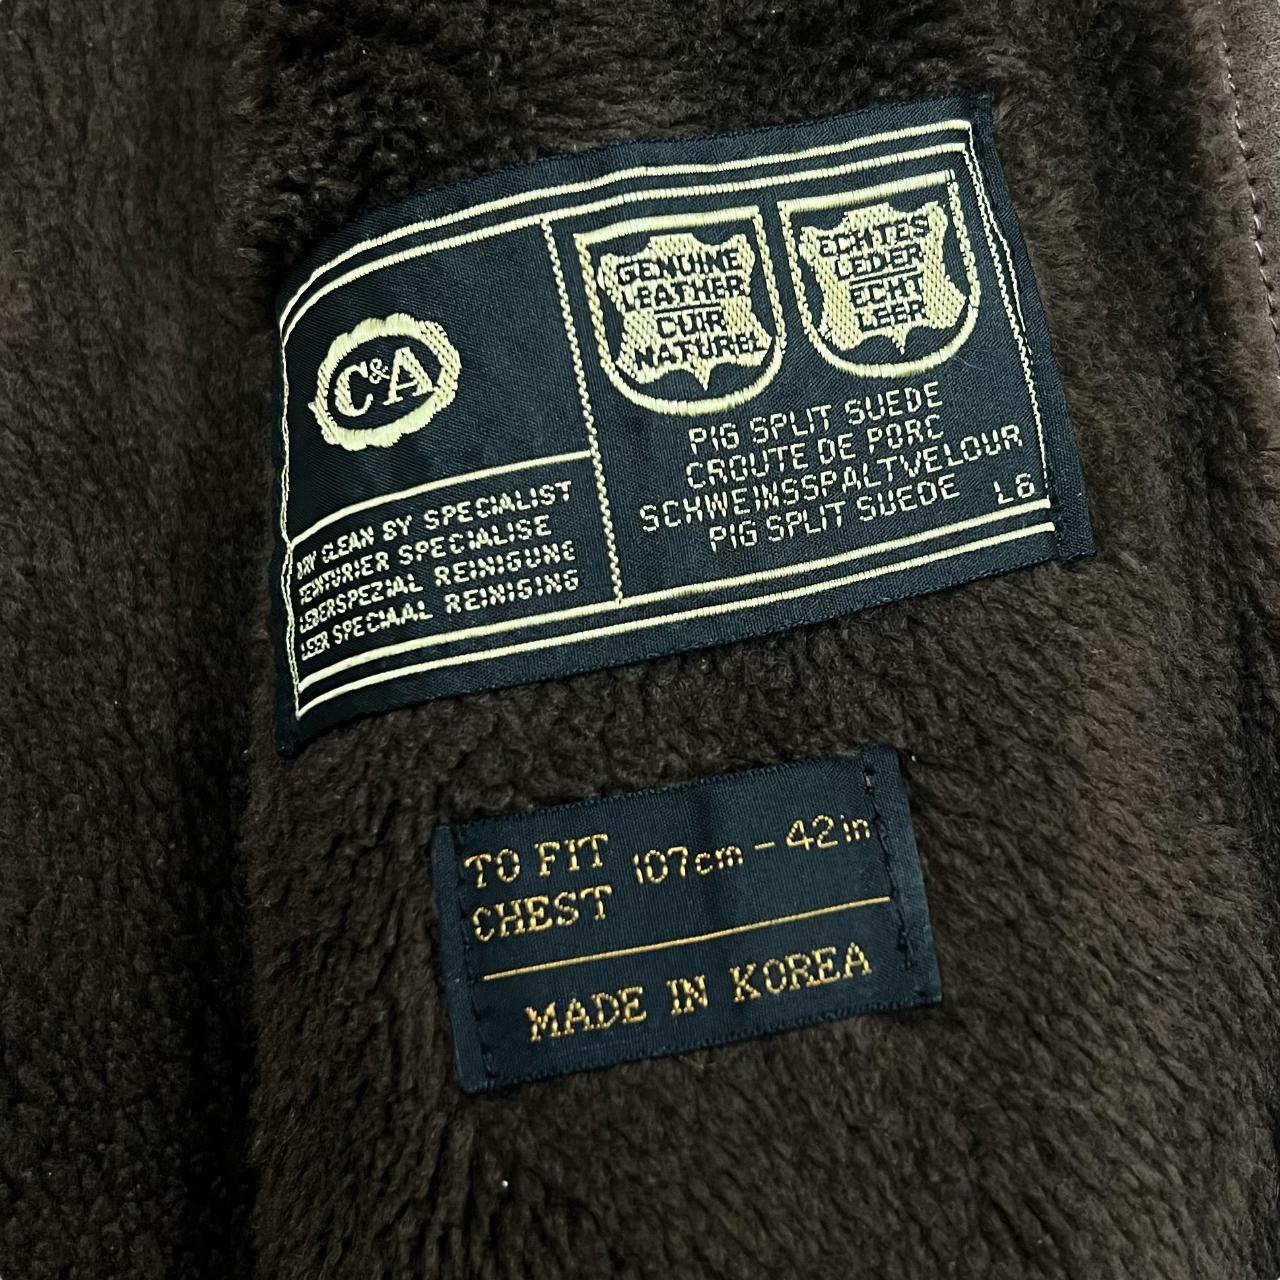 C&A
DRY CLEAN BY SPECIALIST
TEINTURIER SPECIALISE
LEDERSPEZIAL REINIGUNG
LEER SPECIAAL REINIGING
GENUINE
LEATHER
CUIR
NATUREL
ECHTES
LEDER
ECHT
LEER
PIG SPLIT SUEDE
CROUTE DE PORC
SCHWEINSSPALTVELOUR
PIG SPLIT SUEDE
L6
TO FIT
CHEST
107cm - 42in
MADE IN KOREA